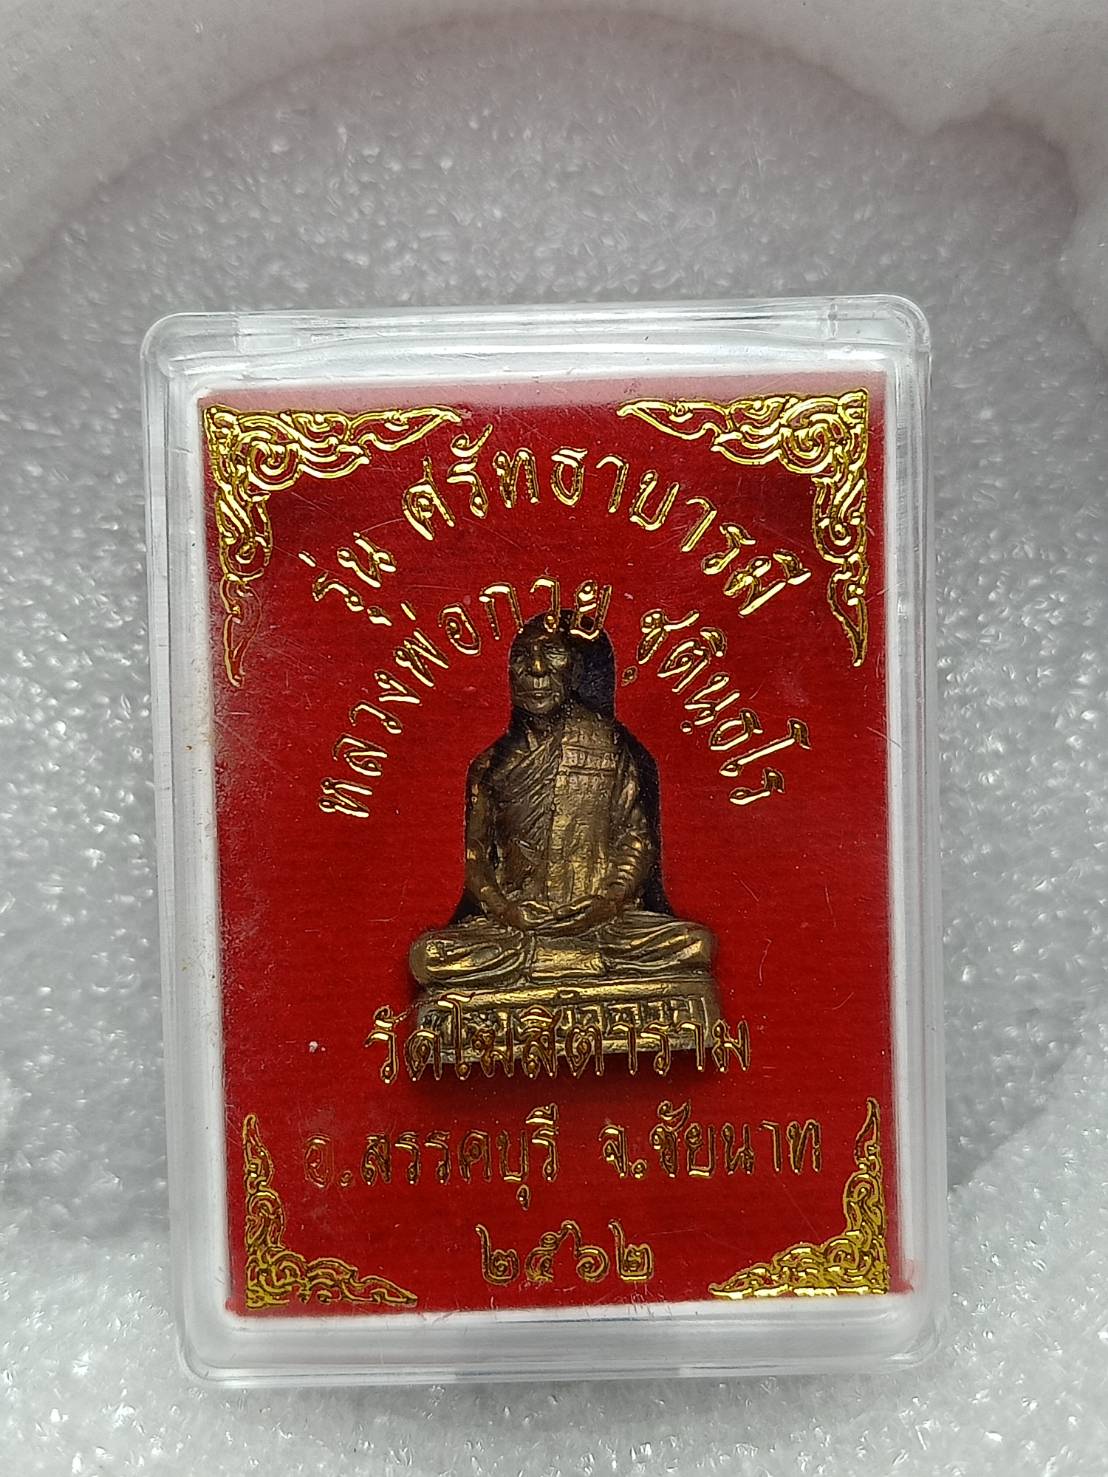 รุ่น ศรัทธาบารมี
หลวงพ่อกวย ชุตินฺธโร
วัดโฆสิตาราม
อ.สรรคบุรี จ.ชัยนาท
๒๕๖๒